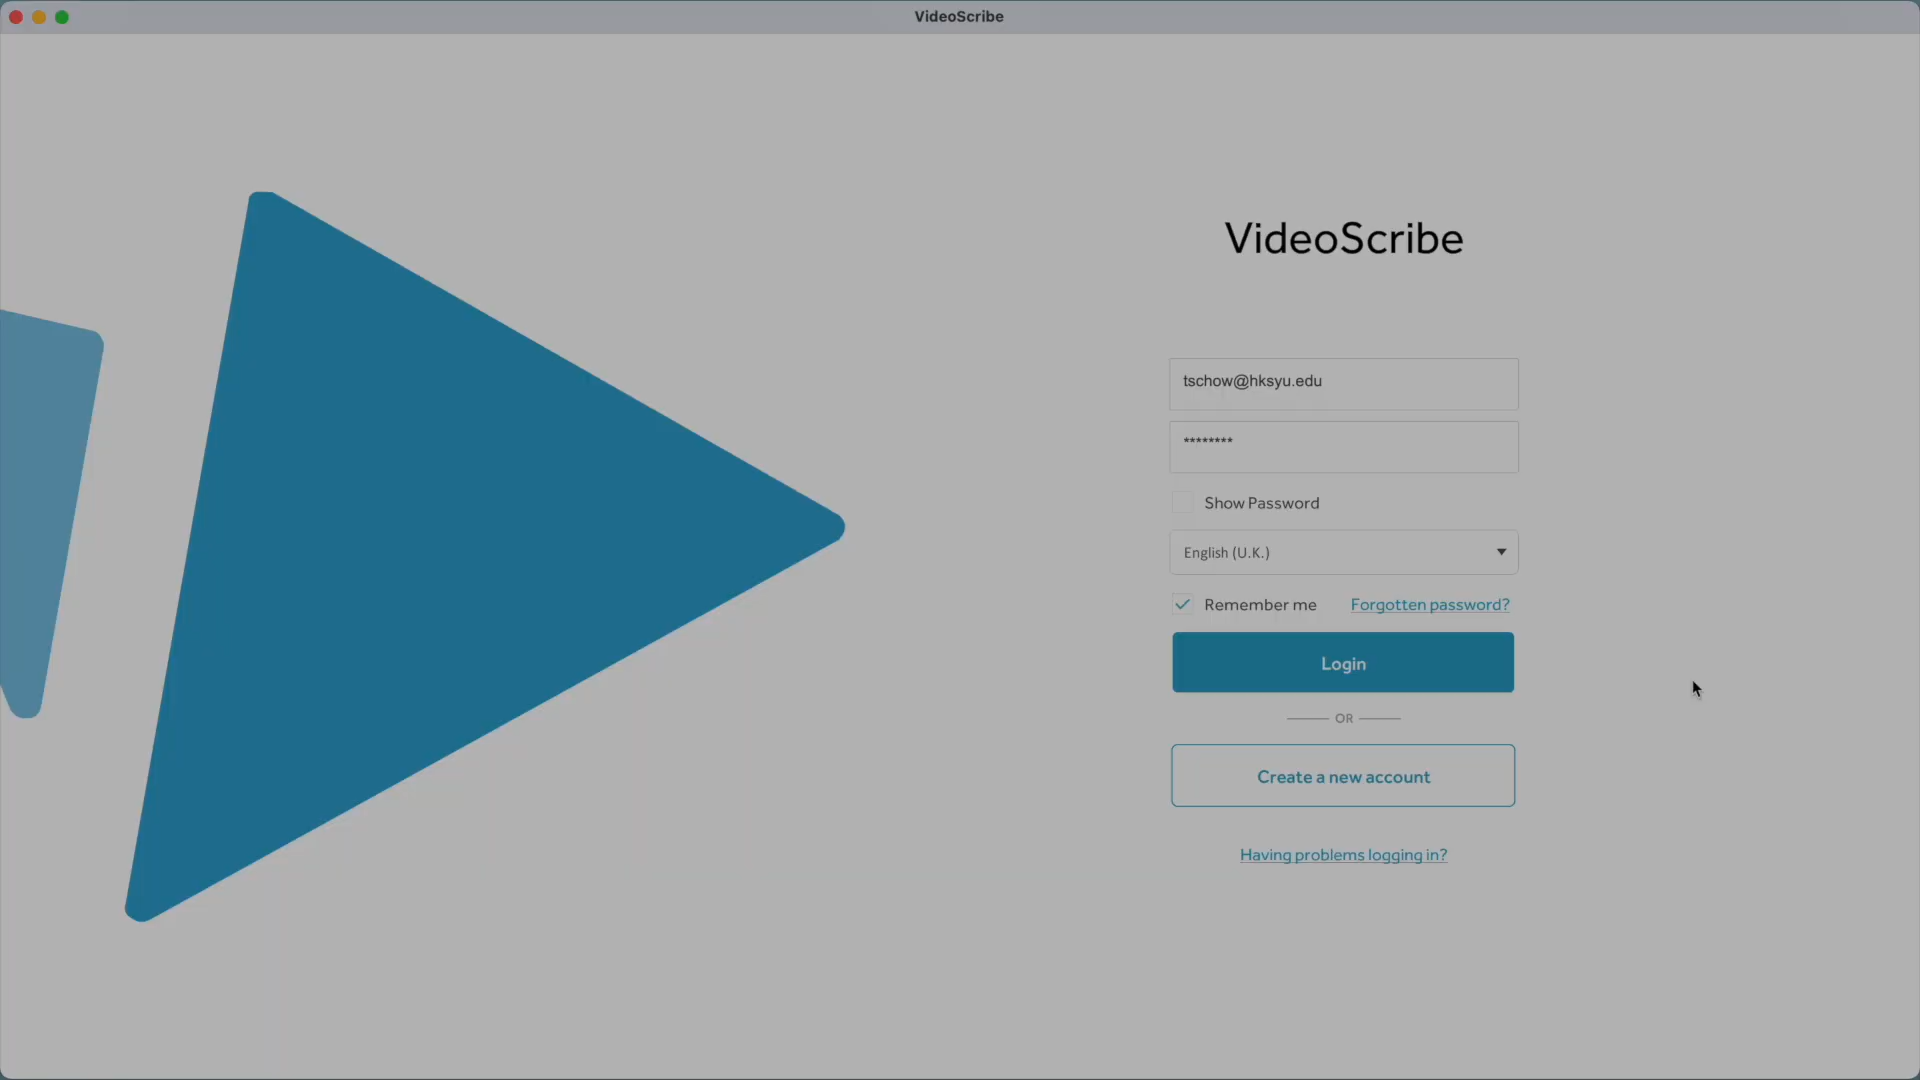 VideoScribe
VideoScribe
tschow@hksyu.edu
********
Show Password
English (U.K.)
Remember me
Forgotten password?
Login
OR
Create a new account
Having problems logging in?